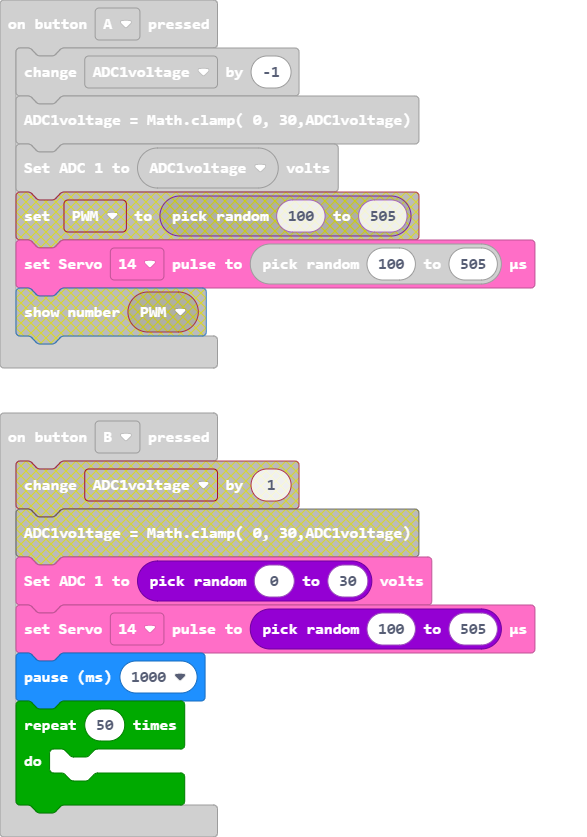 on button A pressed
change ADC1voltage by -1
ADC1voltage = Math.clamp( 0, 30,ADC1voltage)
Set ADC 1 to ADC1voltage volts
set PWM to pick random 100 to 505
set Servo 14 pulse to pick random 100 to 505 µs
show number PWM
on button B pressed
change ADC1voltage by 1
ADC1voltage = Math.clamp( 0, 30,ADC1voltage)
Set ADC 1 to pick random 0 to 30 volts
set Servo 14 pulse to pick random 100 to 505 µs
pause (ms) 1000
repeat 50 times
do